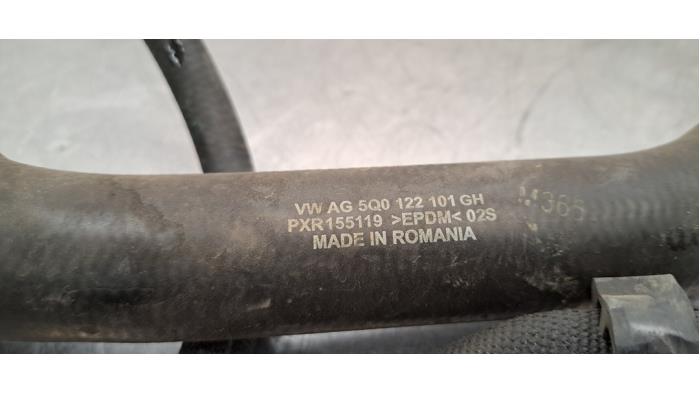 VW AG 5Q0 122 101 GH
PXR155119 >EPDM< 02S
MADE IN ROMANIA